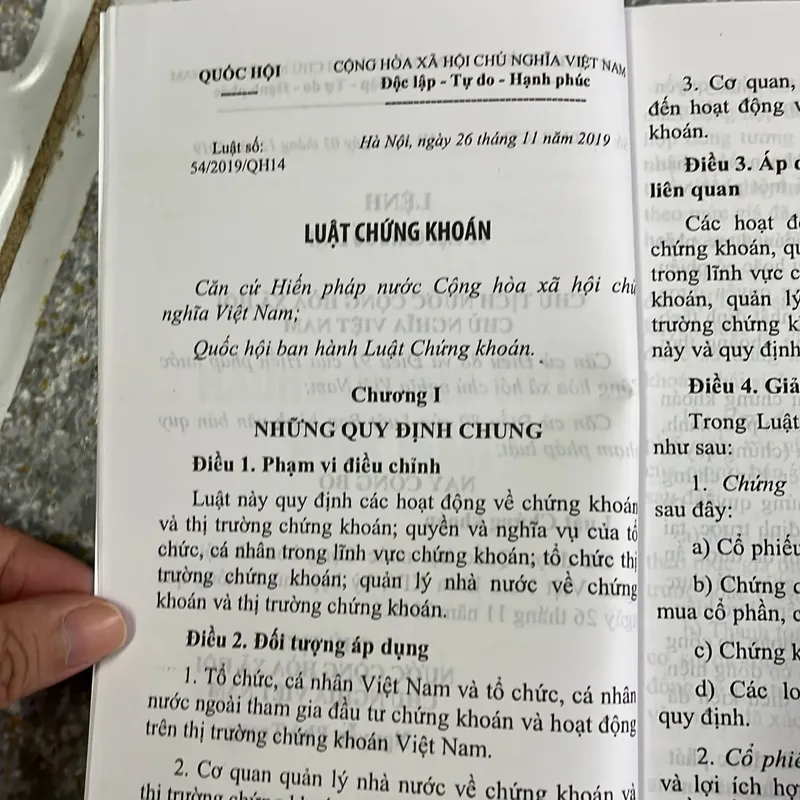 QUỐC HỘI
CỘNG HÒA XÃ HỘI CHỦ NGHĨA VIỆT NAM
Độc lập - Tự do - Hạnh phúc
Luật số:
54/2019/QH14
Hà Nội, ngày 26 tháng 11 năm 2019
LUẬT CHỨNG KHOÁN
Căn cứ Hiến pháp nước Cộng hòa xã hội chủ
nghĩa Việt Nam;
Quốc hội ban hành Luật Chứng khoán.
Chương I
NHỮNG QUY ĐỊNH CHUNG
Điều 1. Phạm vi điều chỉnh
Luật này quy định các hoạt động về chứng khoán
và thị trường chứng khoán; quyền và nghĩa vụ của tổ
chức, cá nhân trong lĩnh vực chứng khoán; tổ chức thị
trường chứng khoán; quản lý nhà nước về chứng
khoán và thị trường chứng khoán.
Điều 2. Đối tượng áp dụng
1. Tổ chức, cá nhân Việt Nam và tổ chức, cá nhân
nước ngoài tham gia đầu tư chứng khoán và hoạt động
trên thị trường chứng khoán Việt Nam.
2. Cơ quan quản lý nhà nước về chứng khoán và
thị trường
3. Cơ quan,
đến hoạt động
khoán.
Điều 3. Áp
liên quan
Các hoạt
chứng khoán,
trong lĩnh vực
khoán, quản lý
trường chứng
này và quy định
Điều 4.
Trong Luật
như sau:
1. Chứng
sau đây:
a) Cổ phiếu
b) Chứng
mua cổ phần,
c) Chứng
d) Các
quy định.
2. Cổ phiếu
và lợi ích